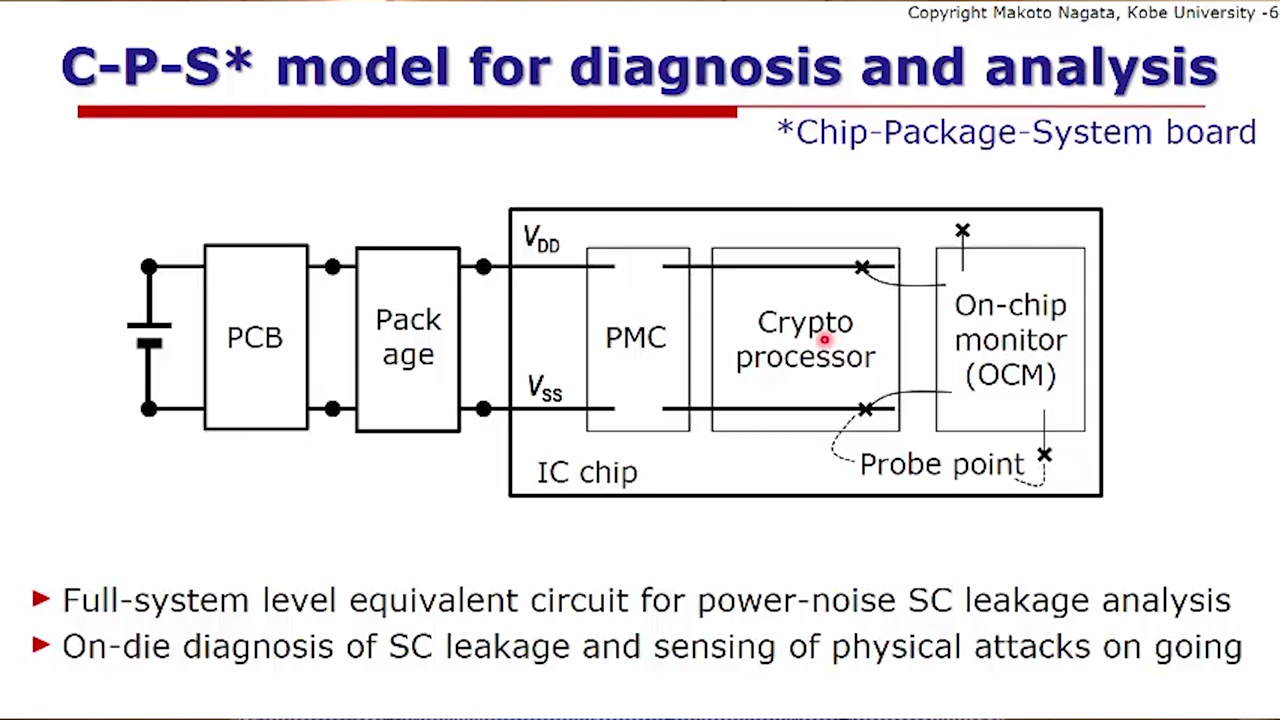 Copyright Makoto Nagata, Kobe University -6
C-P-S* model for diagnosis and analysis
*Chip-Package-System board
VDD
PCB
Pack
age
PMC
Crypto
processor
On-chip
monitor
(OCM)
VSS
IC chip
Probe point
Full-system level equivalent circuit for power-noise SC leakage analysis
On-die diagnosis of SC leakage and sensing of physical attacks on going